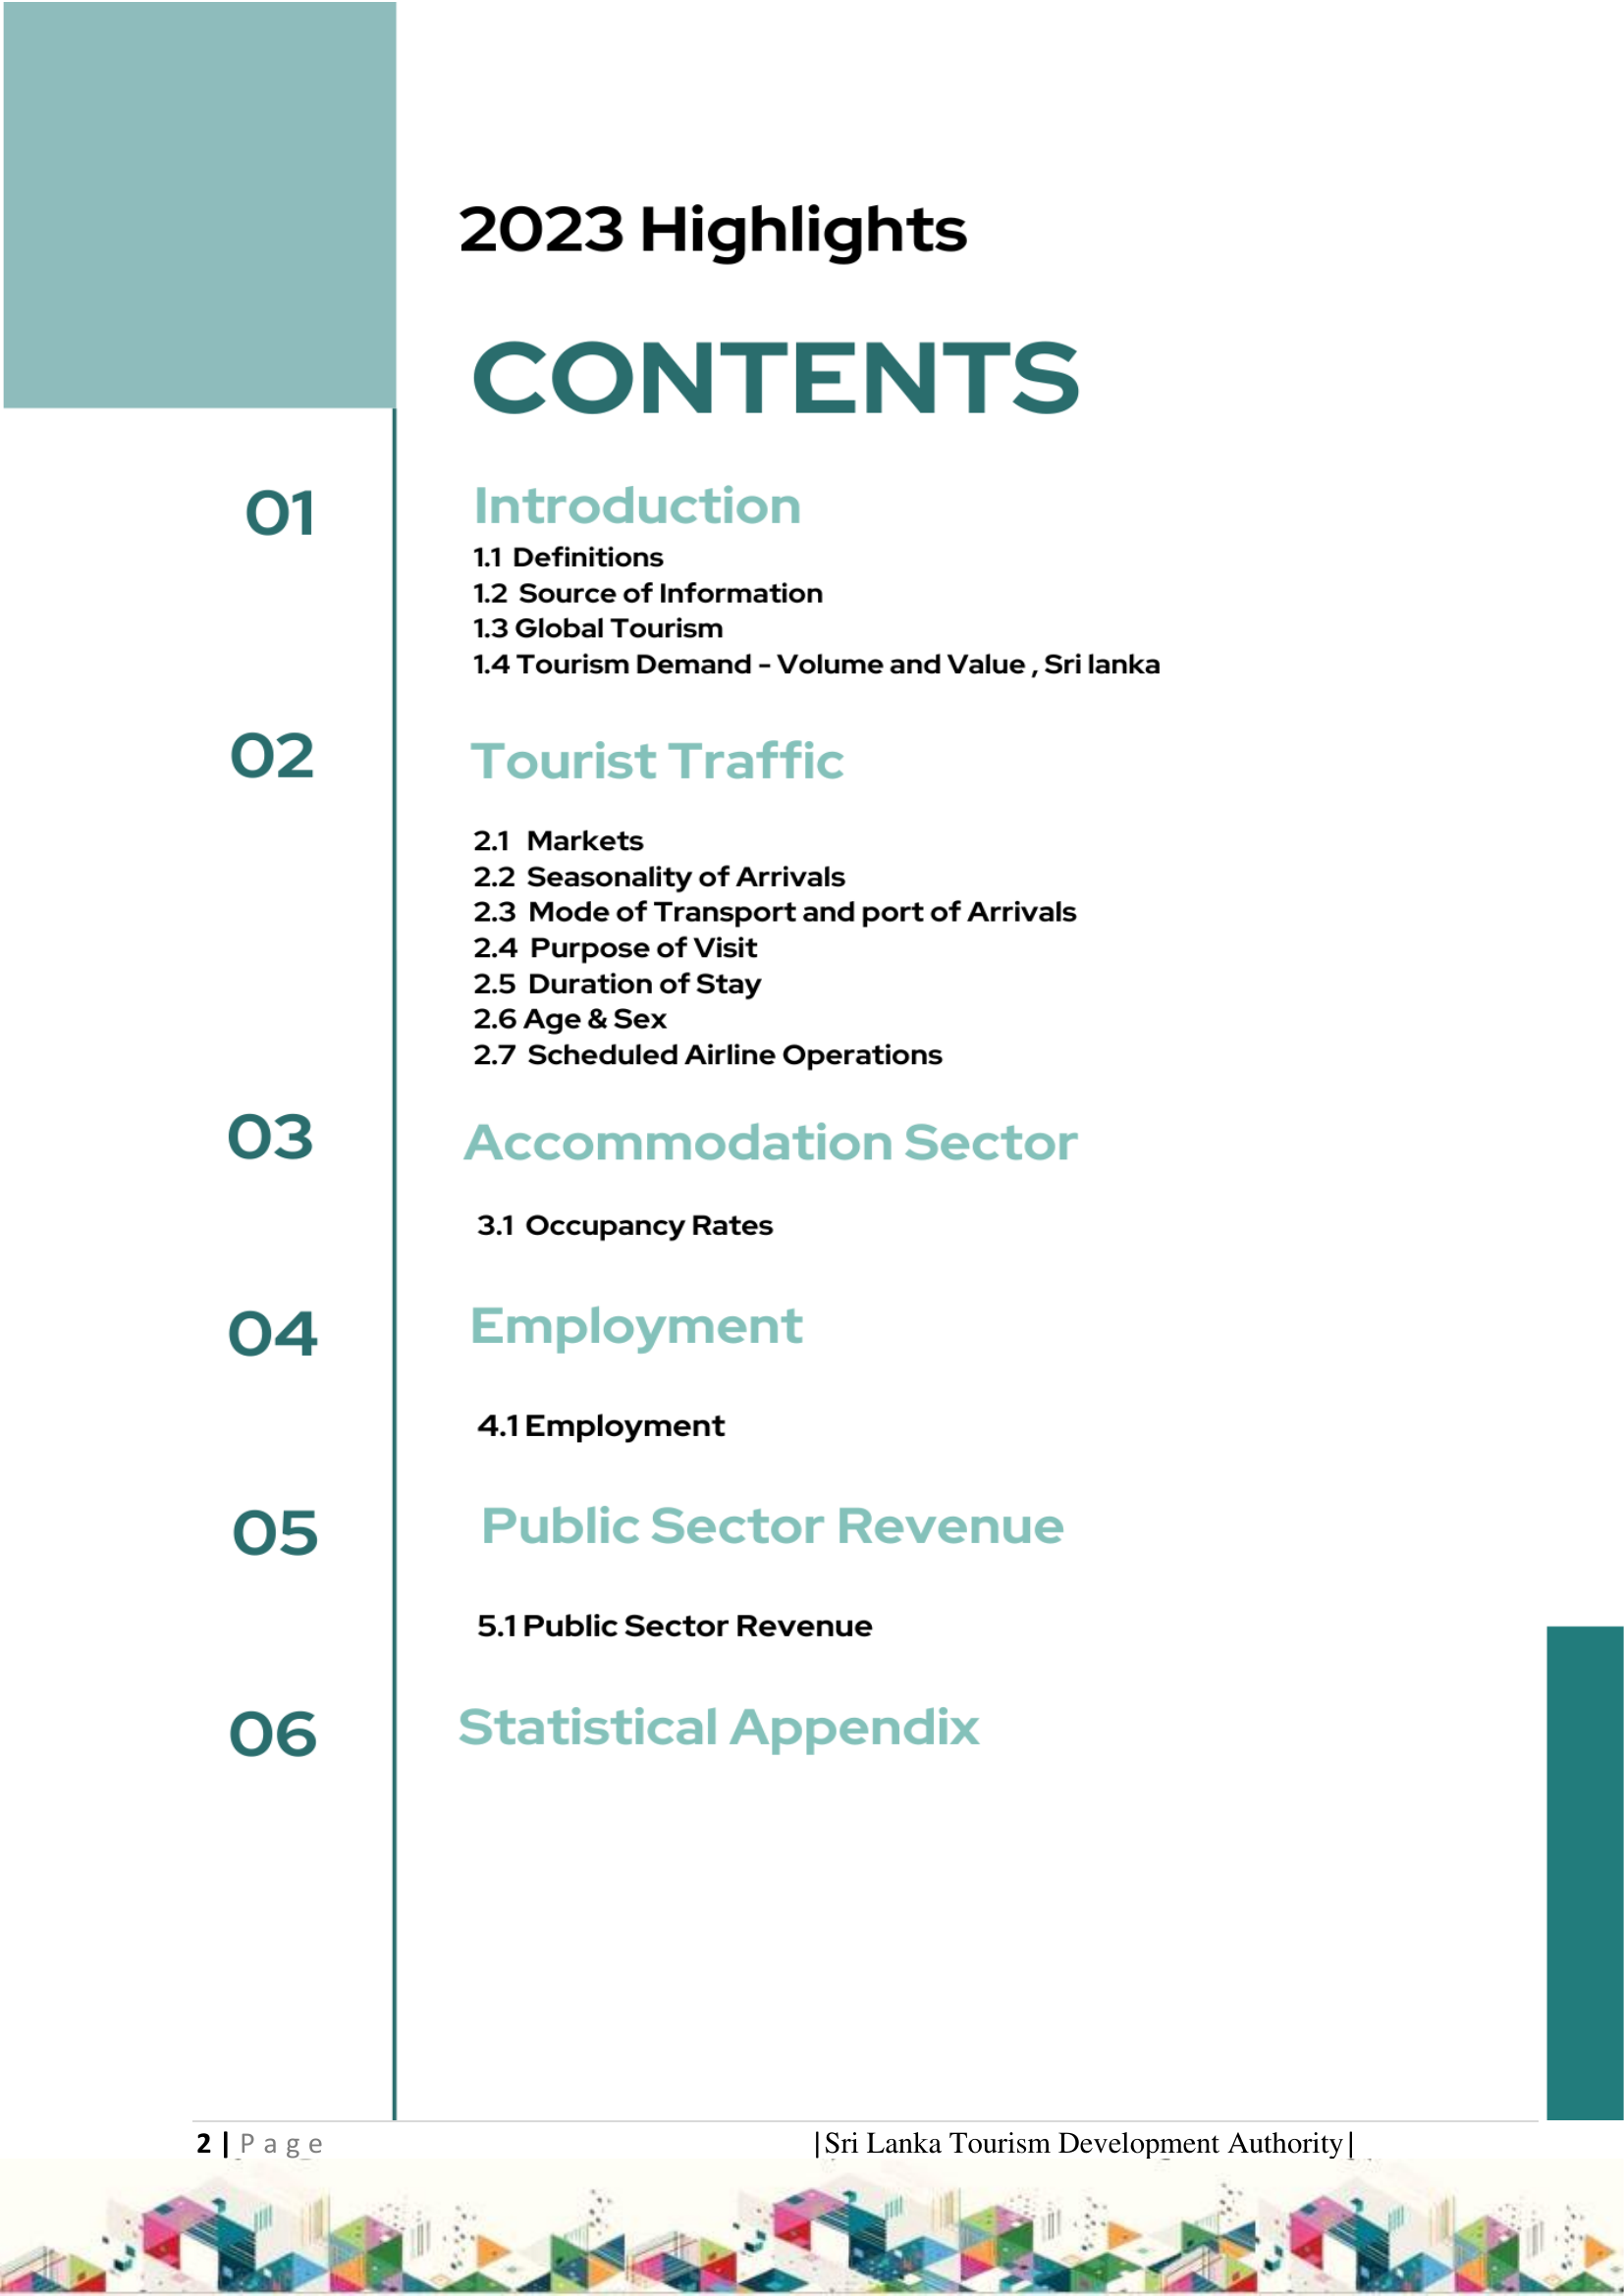 2023 Highlights
CONTENTS
01 Introduction
1.1 Definitions
1.2 Source of Information
1.3 Global Tourism
1.4 Tourism Demand - Volume and Value , Sri lanka
02 Tourist Traffic
2.1 Markets
2.2 Seasonality of Arrivals
2.3 Mode of Transport and port of Arrivals
2.4 Purpose of Visit
2.5 Duration of Stay
2.6 Age & Sex
2.7 Scheduled Airline Operations
03 Accommodation Sector
3.1 Occupancy Rates
04 Employment
4.1 Employment
05 Public Sector Revenue
5.1 Public Sector Revenue
06 Statistical Appendix
2 | Page |Sri Lanka Tourism Development Authority|